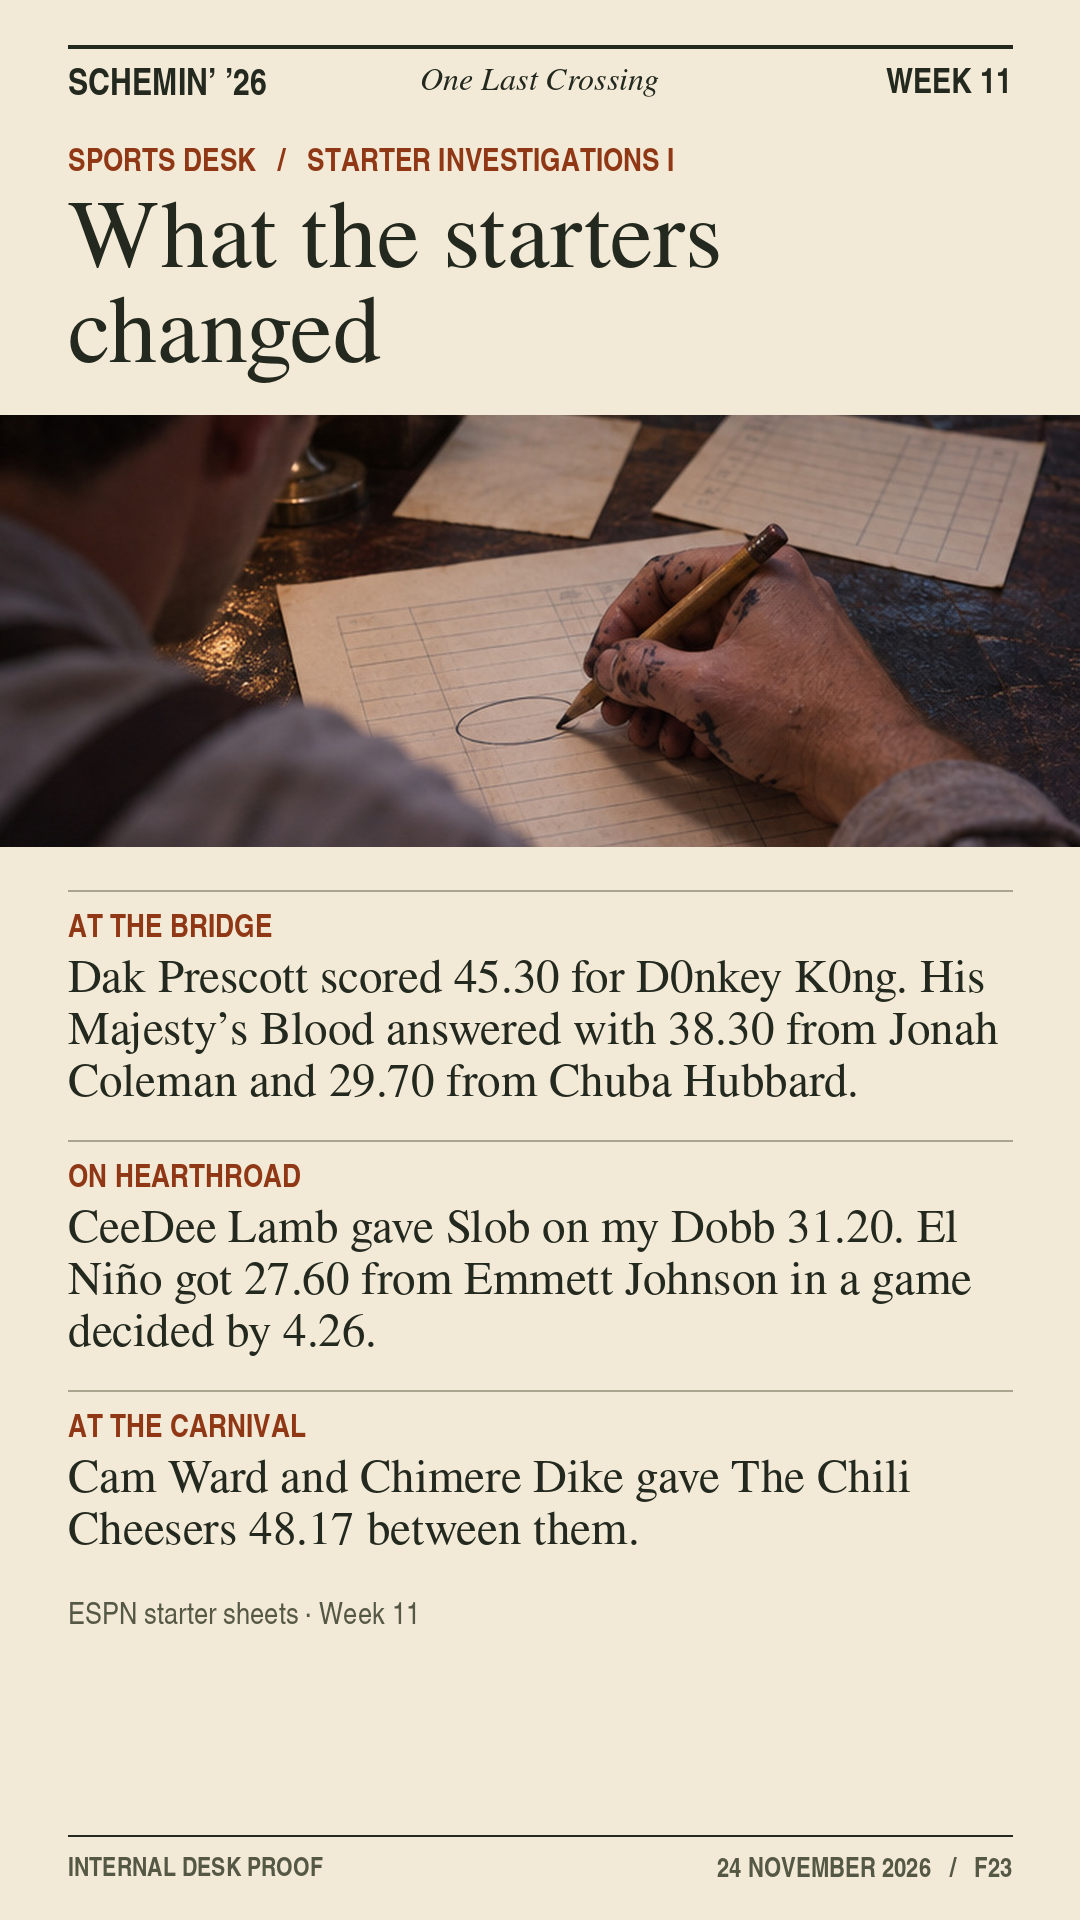 SCHEMIN’ ’26 One Last Crossing WEEK 11
SPORTS DESK / STARTER INVESTIGATIONS I
What the starters
changed
AT THE BRIDGE
Dak Prescott scored 45.30 for D0nkey K0ng. His
Majesty’s Blood answered with 38.30 from Jonah
Coleman and 29.70 from Chuba Hubbard.
ON HEARTHROAD
CeeDee Lamb gave Slob on my Dobb 31.20. El
Niño got 27.60 from Emmett Johnson in a game
decided by 4.26.
AT THE CARNIVAL
Cam Ward and Chimere Dike gave The Chili
Cheesers 48.17 between them.
ESPN starter sheets · Week 11
INTERNAL DESK PROOF 24 NOVEMBER 2026 / F23